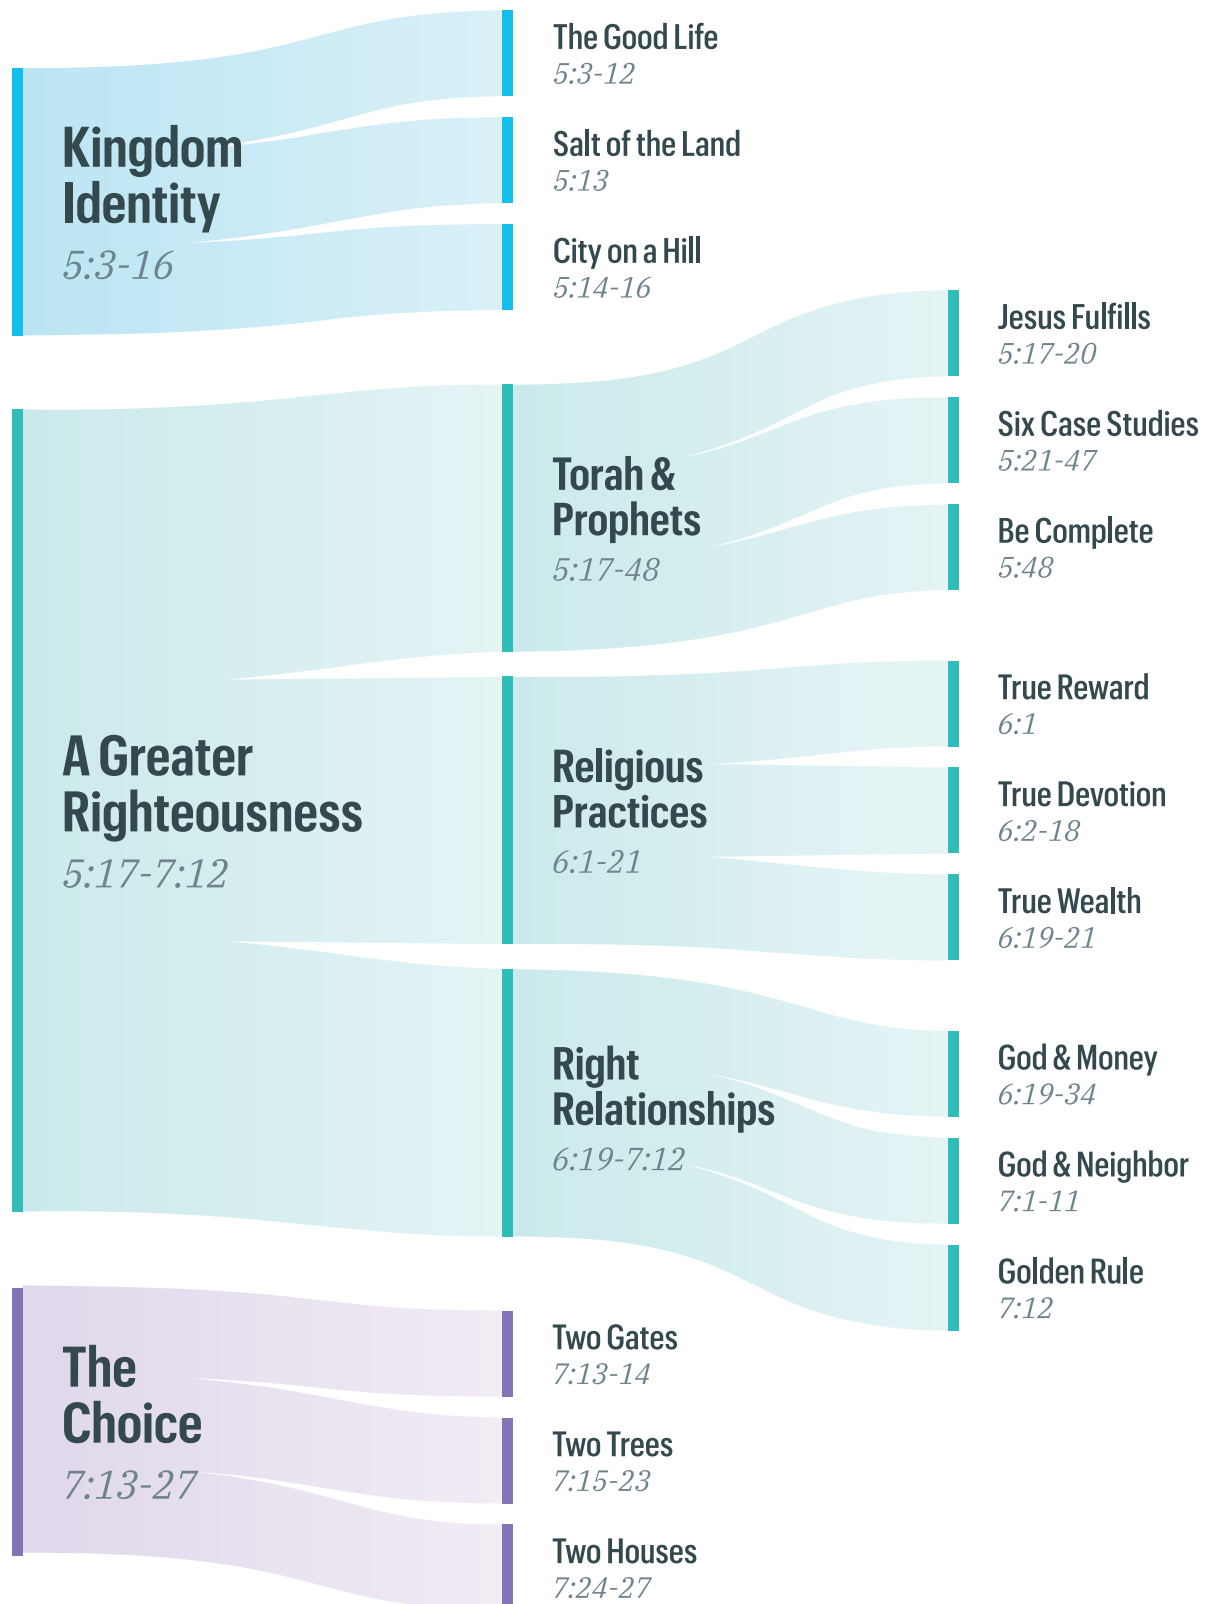 Kingdom
Identity
5:3-16
The Good Life
5:3-12
Salt of the Land
5:13
City on a Hill
5:14-16
A Greater
Righteousness
5:17-7:12
Torah &
Prophets
5:17-48
Jesus Fulfills
5:17-20
Six Case Studies
5:21-47
Be Complete
5:48
Religious
Practices
6:1-21
True Reward
6:1
True Devotion
6:2-18
True Wealth
6:19-21
Right
Relationships
6:19-7:12
God & Money
6:19-34
God & Neighbor
7:1-11
Golden Rule
7:12
The
Choice
7:13-27
Two Gates
7:13-14
Two Trees
7:15-23
Two Houses
7:24-27